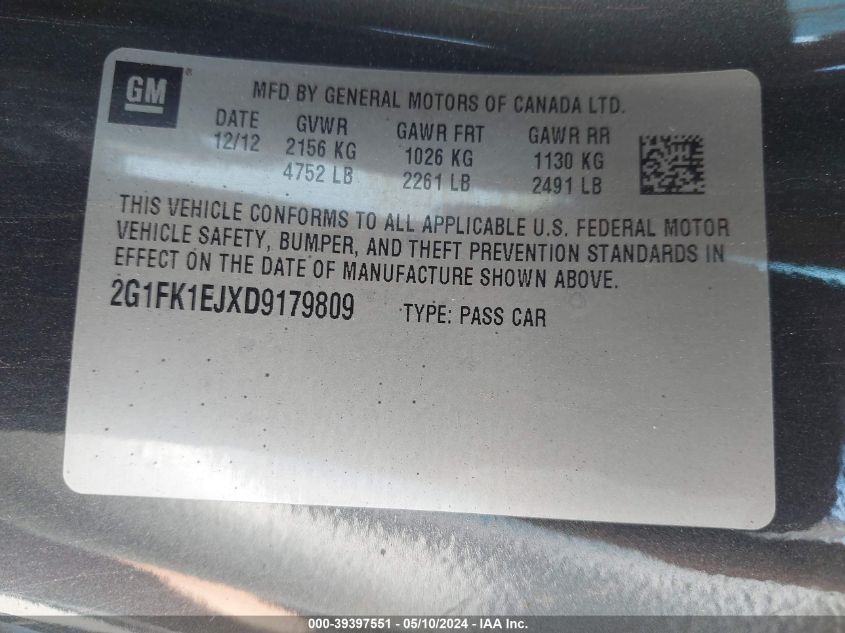 GM
MFD BY GENERAL MOTORS OF CANADA LTD.
DATE GVWR GAWR FRT GAWR RR
12/12 2156 KG 1026 KG 1130 KG
4752 LB 2261 LB 2491 LB
THIS VEHICLE CONFORMS TO ALL APPLICABLE U.S. FEDERAL MOTOR
VEHICLE SAFETY, BUMPER, AND THEFT PREVENTION STANDARDS IN
EFFECT ON THE DATE OF MANUFACTURE SHOWN ABOVE.
2G1FK1EJXD9179809 TYPE: PASS CAR
000-39397551 - 05/10/2024 - IAA Inc.